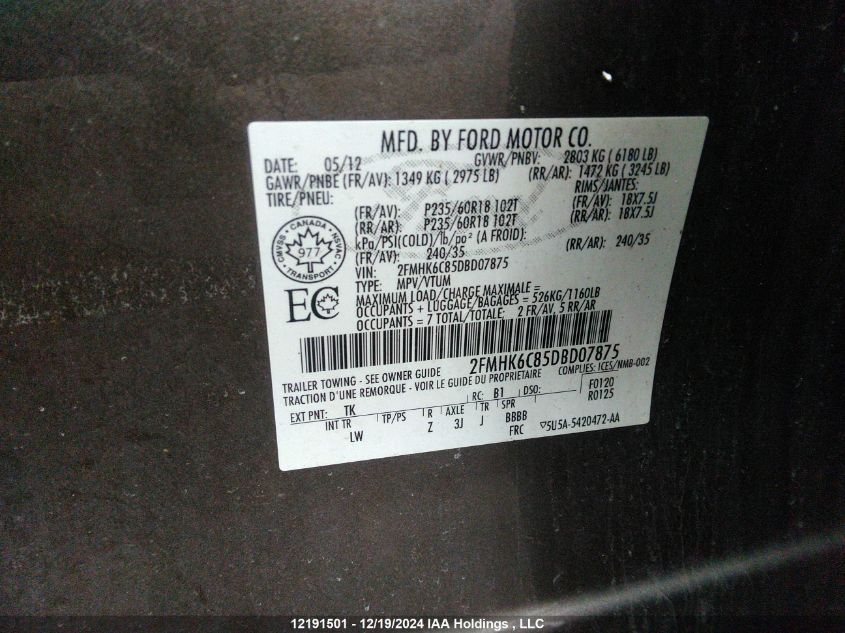 MFD. BY FORD MOTOR CO.
DATE: 05/12 GVWR/PNBV: 2803 KG ( 6180 LB)
GAWR/PNBE (FR/AV): 1349 KG ( 2975 LB) (RR/AR): 1472 KG ( 3245 LB)
TIRE/PNEU: RIMS/JANTES:
(FR/AV): P235/60R18 102T (FR/AV): 18X7.5J
(RR/AR): P235/60R18 102T (RR/AR): 18X7.5J
kPa/PSI(COLD)/lb/po² (A FROID):
(FR/AV): 240/35 (RR/AR): 240/35
VIN: 2FMHK6C85DBD07875
TYPE: MPV/VTUM
CANADA
CMVSS NSVAC
977
TRANSPORT
EC
MAXIMUM LOAD/CHARGE MAXIMALE =
OCCUPANTS + LUGGAGE/BAGAGES = 526KG/1160LB
OCCUPANTS = 7 TOTAL/TOTALE: 2 FR/AV, 5 RR/AR
2FMHK6C85DBD07875
TRAILER TOWING - SEE OWNER GUIDE COMPLIES: ICES/NMB-002
TRACTION D'UNE REMORQUE - VOIR LE GUIDE DU PROPRIETAIRE
F0120
R0125
EXT PNT: TK RC: B1 DSO:
INT TR TP/PS R AXLE TR SPR
LW Z 3J J BBBB
FRC ▽5U5A-5420472-AA
12191501 - 12/19/2024 IAA Holdings , LLC